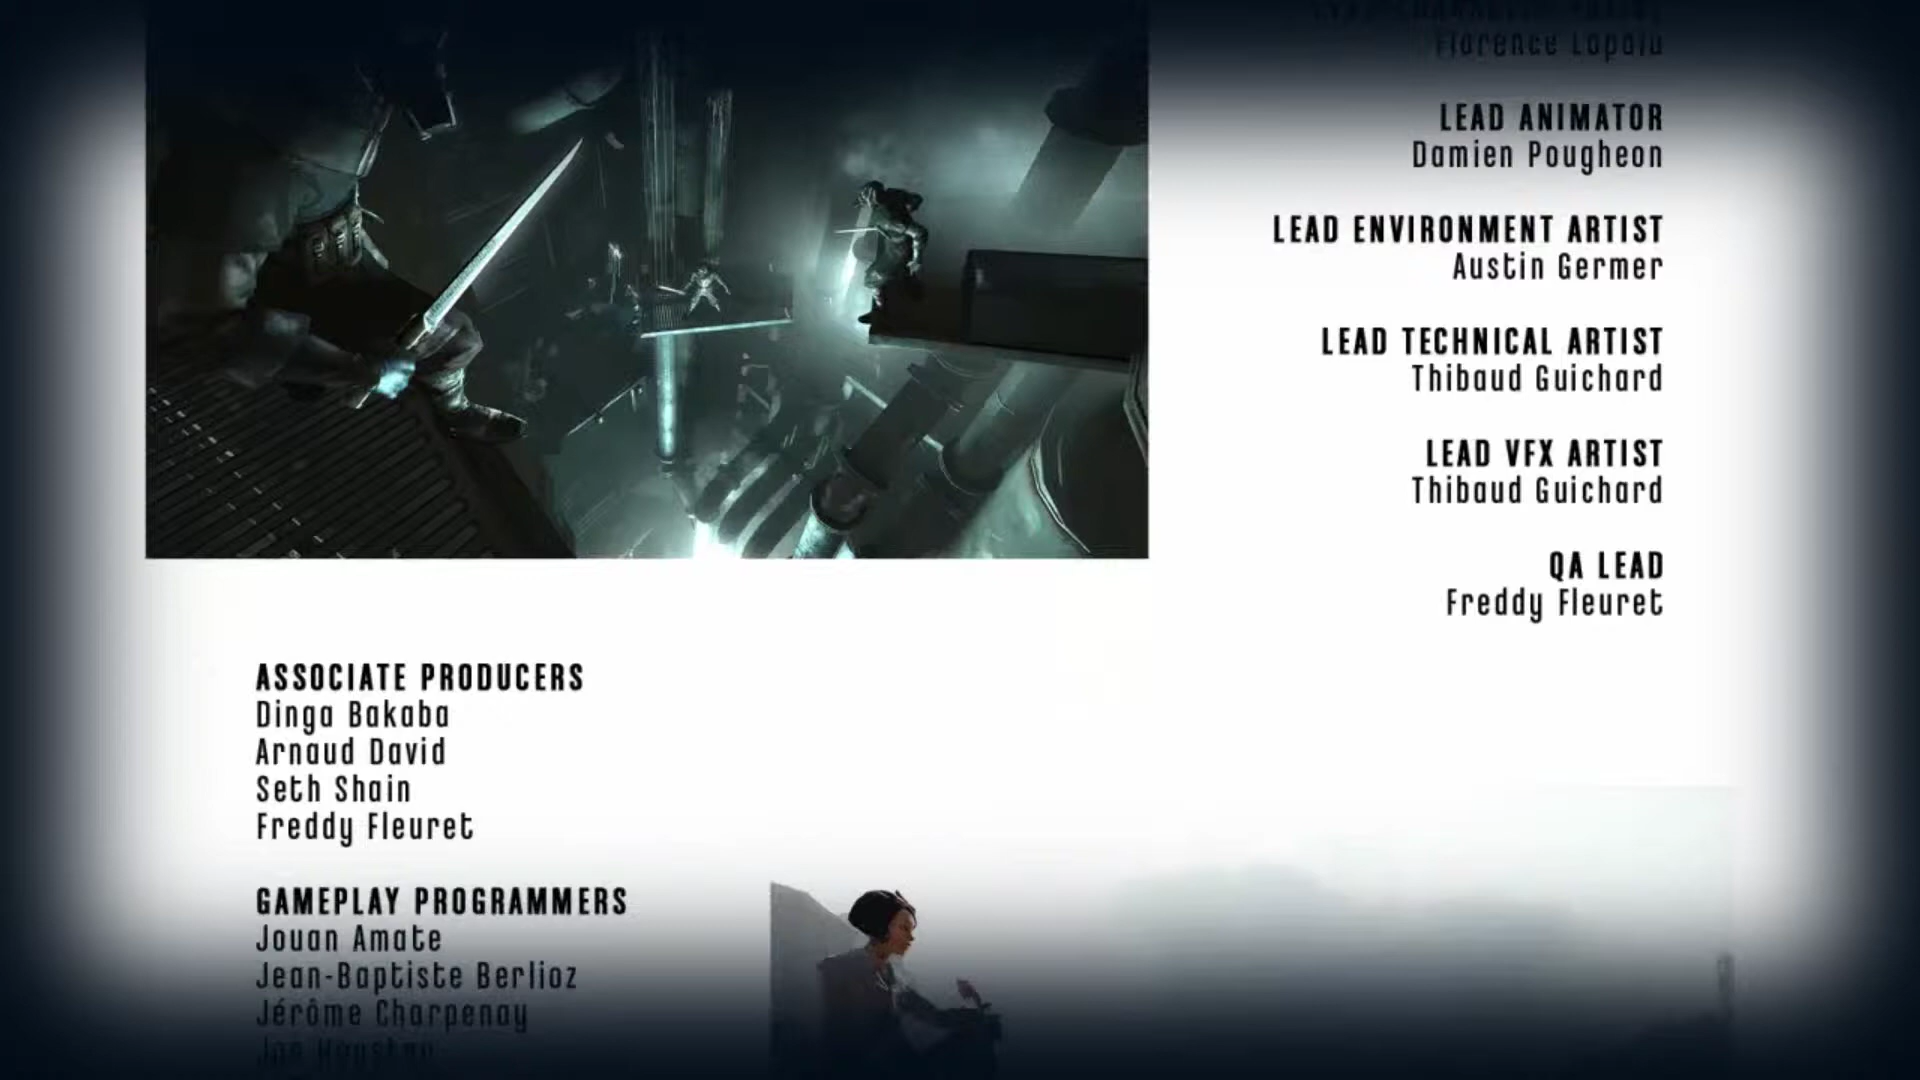 LEAD ANIMATOR
Damien Pougheon
LEAD ENVIRONMENT ARTIST
Austin Germer
LEAD TECHNICAL ARTIST
Thibaud Guichard
LEAD VFX ARTIST
Thibaud Guichard
QA LEAD
Freddy Fleuret
ASSOCIATE PRODUCERS
Dinga Bakaba
Arnaud David
Seth Shain
Freddy Fleuret
GAMEPLAY PROGRAMMERS
Jouan Amate
Jean-Baptiste Berlioz
Jérôme Charpenay